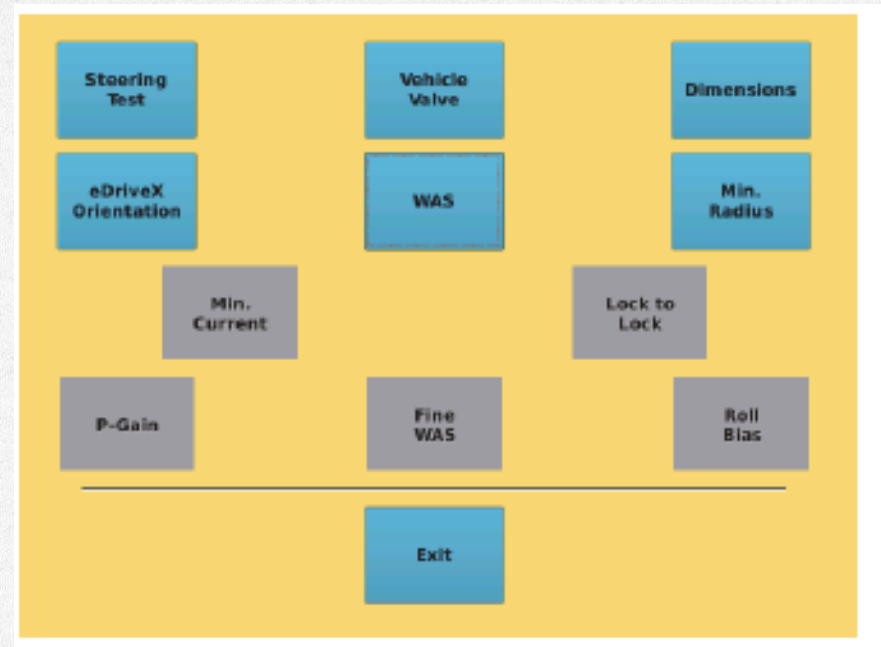 Steering
Test
Vehicle
Valve
Dimensions
eDriveX
Orientation
WAS
Min.
Radius
Min.
Current
Lock to
Lock
P-Gain
Fine
WAS
Roll
Bias
Exit